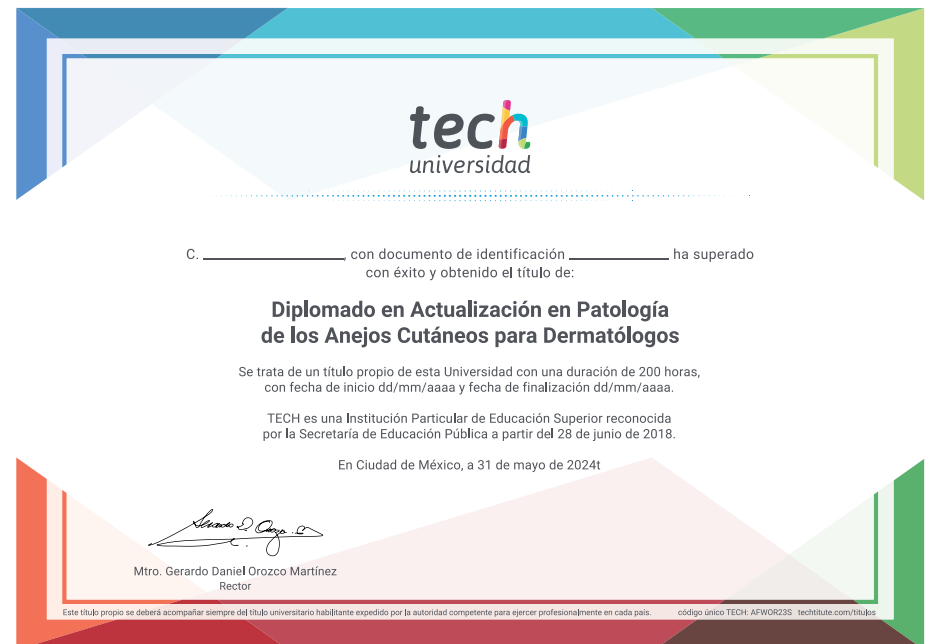 tech
universidad
C. ____________, con documento de identificación _________ ha superado
con éxito y obtenido el título de:
Diplomado en Actualización en Patología
de los Anejos Cutáneos para Dermatólogos
Se trata de un título propio de esta Universidad con una duración de 200 horas,
con fecha de inicio dd/mm/aaaa y fecha de finalización dd/mm/aaaa.
TECH es una Institución Particular de Educación Superior reconocida
por la Secretaría de Educación Pública a partir del 28 de junio de 2018.
En Ciudad de México, a 31 de mayo de 2024t
Mtro. Gerardo Daniel Orozco Martínez
Rector
Este título propio se deberá acompañar siempre del título universitario habilitante expedido por la autoridad competente para ejercer profesionalmente en cada país. código único TECH: AFWOR23S techtitute.com/titulos